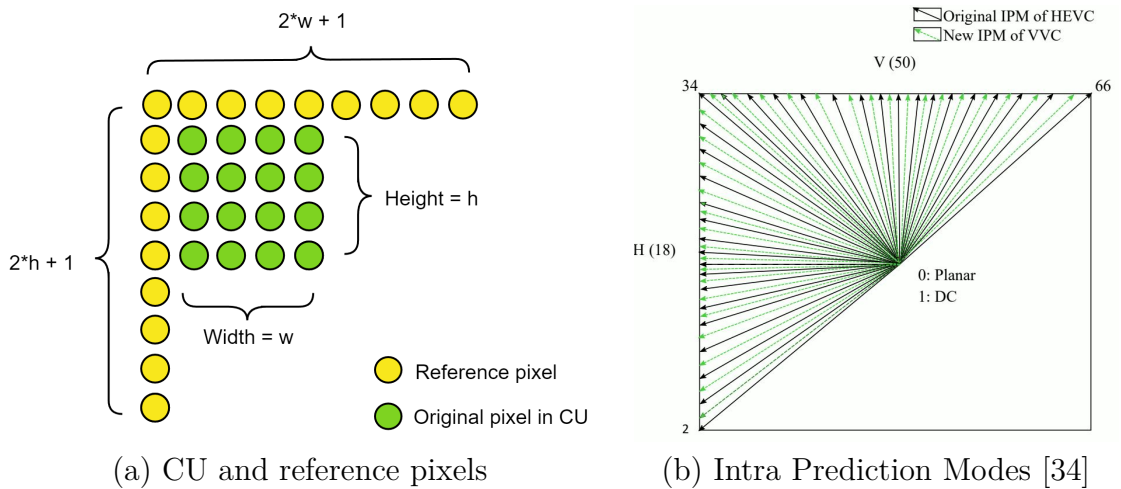 2*w + 1
2*h + 1
Height = h
Width = w
Reference pixel
Original pixel in CU
(a) CU and reference pixels
Original IPM of HEVC
New IPM of VVC
V (50)
34
66
H (18)
0: Planar
1: DC
2
(b) Intra Prediction Modes [34]